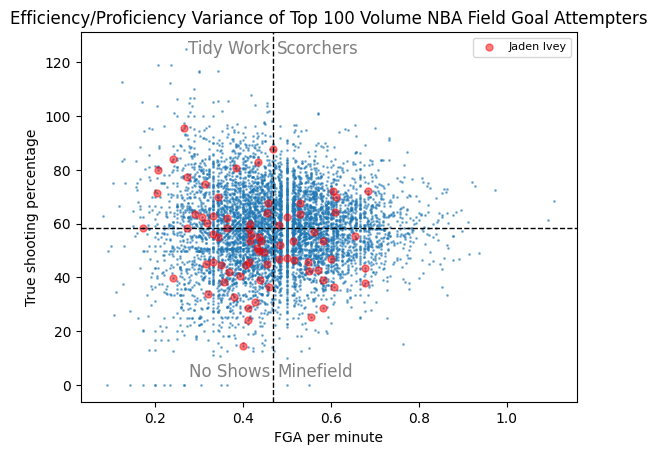 Efficiency/Proficiency Variance of Top 100 Volume NBA Field Goal Attempters
Tidy Work Scorchers
Jaden Ivey
120
100
80
60
40
20
0
True shooting percentage
No Shows Minefield
0.2 0.4 0.6 0.8 1.0
FGA per minute